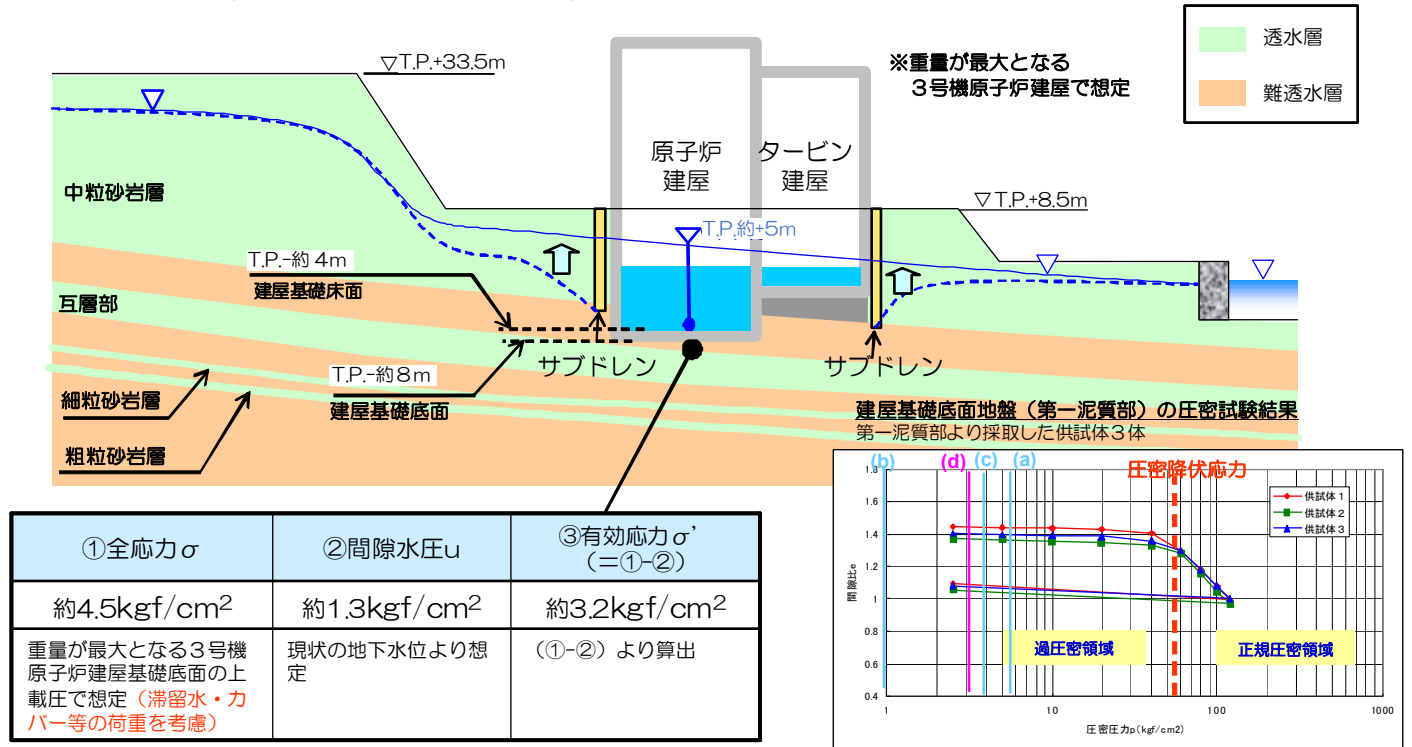 ▽T.P.+33.5m
※重量が最大となる
３号機原子炉建屋で想定
透水層
難透水層
原子炉
建屋
タービン
建屋
中粒砂岩層
▽T.P.+8.5m
T.P.約+5m
T.P.-約４m
建屋基礎床面
互層部
サブドレン
サブドレン
T.P.-約８m
建屋基礎底面
細粒砂岩層
粗粒砂岩層
建屋基礎底面地盤（第一泥質部）の圧密試験結果
第一泥質部より採取した供試体３体
(b)
(d)
(c)
(a)
圧密降伏応力
1.8
1.6
1.4
1.2
1
0.8
0.6
0.4
間隙比e
供試体１
供試体２
供試体３
過圧密領域
正規圧密領域
1
10
100
1000
圧密圧力p(kgf/cm2)
①全応力σ
②間隙水圧u
③有効応力σ’
（＝①-②）
約4.5kgf/cm2
約1.3kgf/cm2
約3.2kgf/cm2
重量が最大となる３号機
原子炉建屋基礎底面の上
載圧で想定（滞留水・カ
バー等の荷重を考慮）
現状の地下水位より想
定
（①-②）より算出